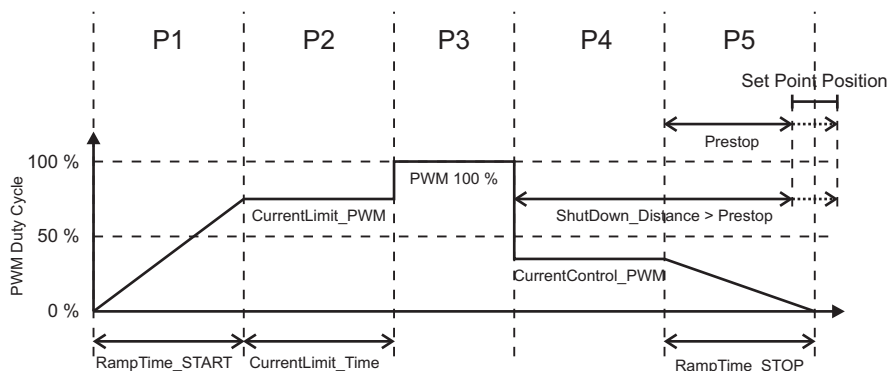 P1 P2 P3 P4 P5
Set Point Position
Prestop
100 %
PWM 100 %
CurrentLimit_PWM
ShutDown_Distance > Prestop
50 %
PWM Duty Cycle
CurrentControl_PWM
0 %
RampTime_START CurrentLimit_Time RampTime_STOP